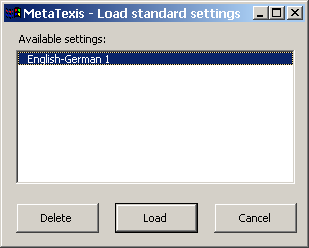 MetaTexis - Load standard settings
Available settings:
English-German 1
Delete Load Cancel